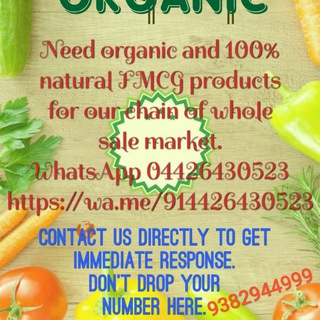 ORGANIC
Need organic and 100%
natural FMCG products
for our chain of whole
sale market.
WhatsApp 04426430523
https://wa.me/914426430523
CONTACT US DIRECTLY TO GET
IMMEDIATE RESPONSE.
DON'T DROP YOUR
NUMBER HERE.
9382944999